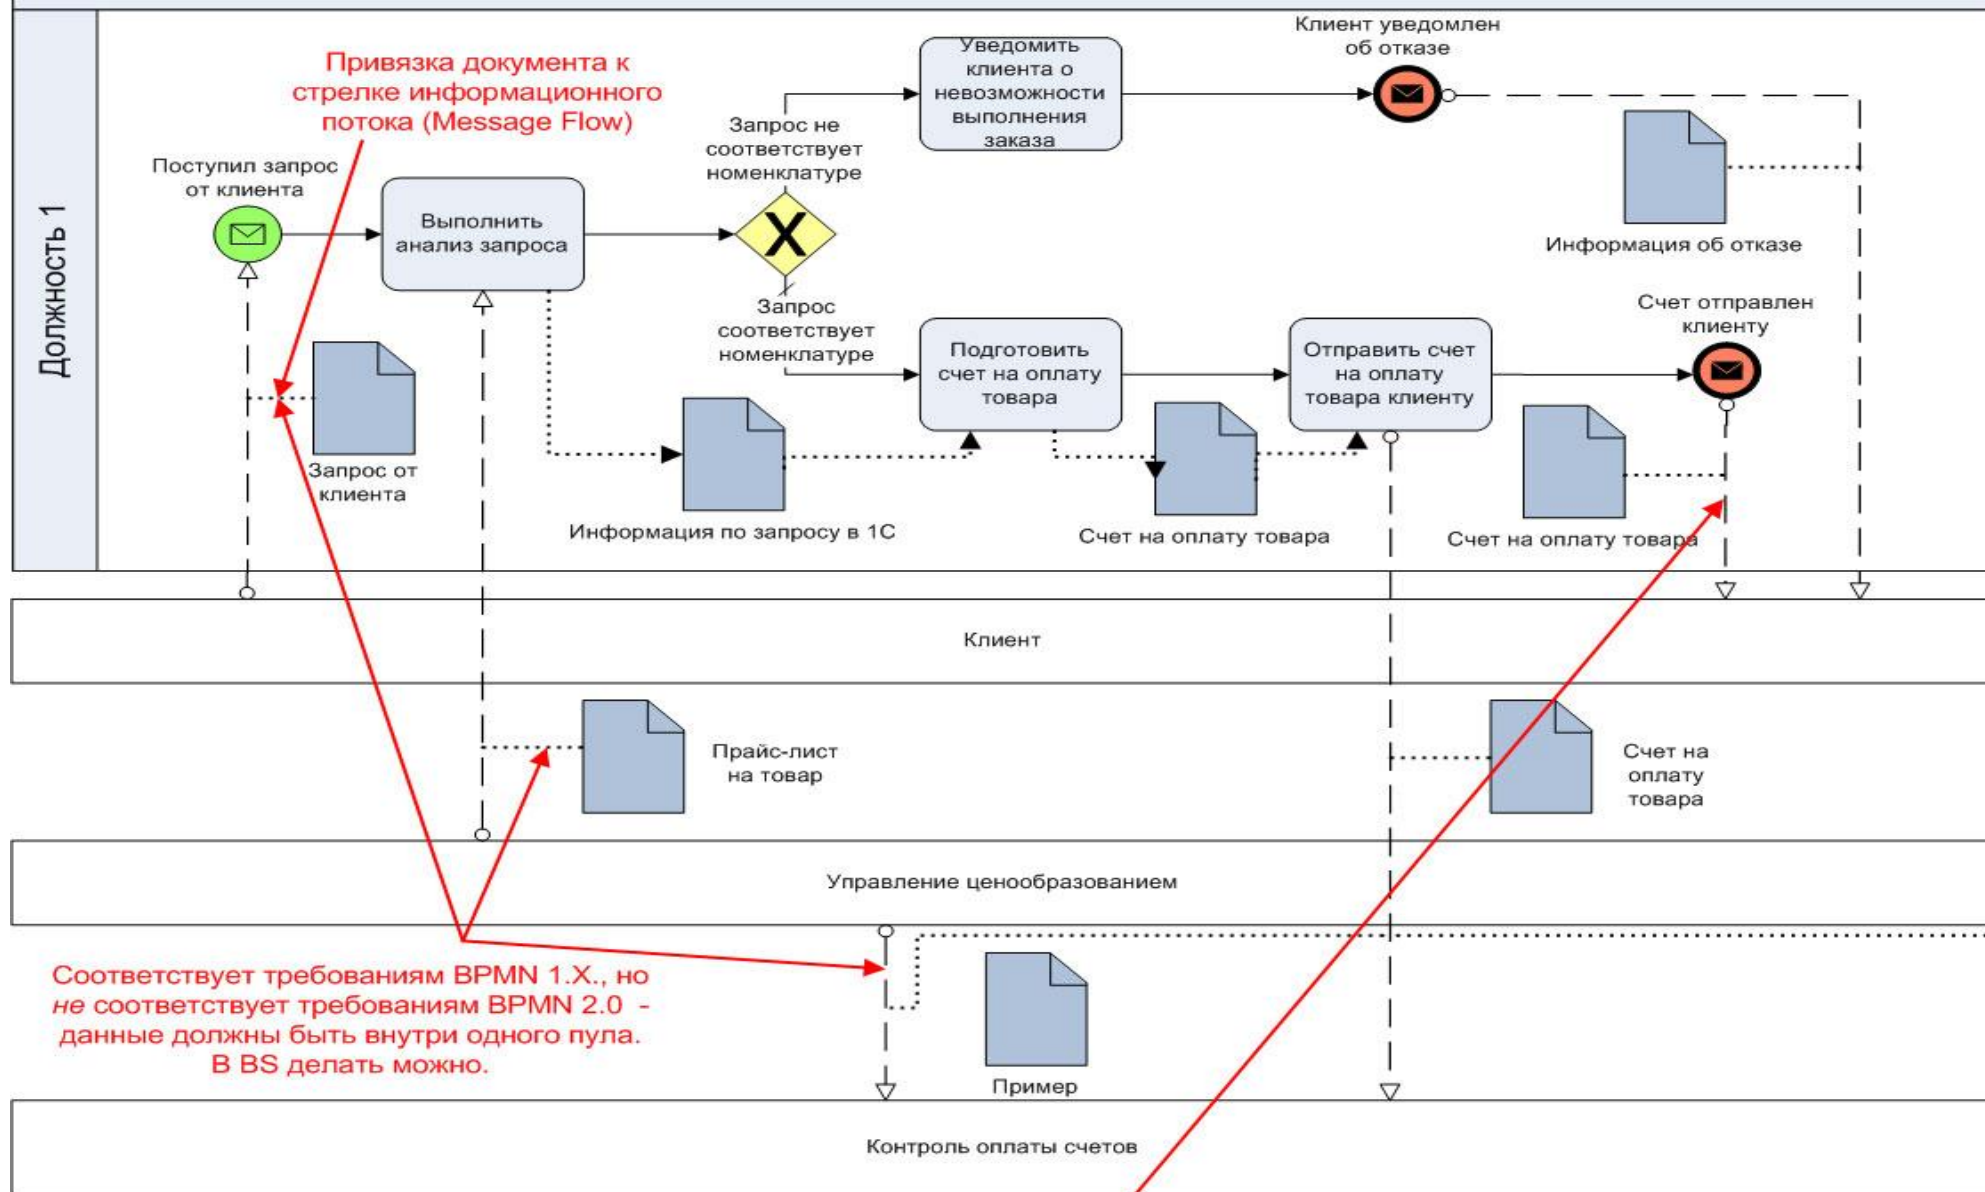 Должность 1
Привязка документа к
стрелке информационного
потока (Message Flow)
Поступил запрос
от клиента
Выполнить
анализ запроса
Запрос не
соответствует
номенклатуре
X
Уведомить
клиента о
невозможности
выполнения
заказа
Клиент уведомлен
об отказе
Информация об отказе
Запрос
соответствует
номенклатуре
Подготовить
счет на оплату
товара
Отправить счет
на оплату
товара клиенту
Счет отправлен
клиенту
Запрос от
клиента
Информация по запросу в 1С
Счет на оплату товара
Счет на оплату товара
Клиент
Прайс-лист
на товар
Счет на
оплату
товара
Управление ценообразованием
Соответствует требованиям BPMN 1.X., но
не соответствует требованиям BPMN 2.0 -
данные должны быть внутри одного пула.
В BS делать можно.
Пример
Контроль оплаты счетов